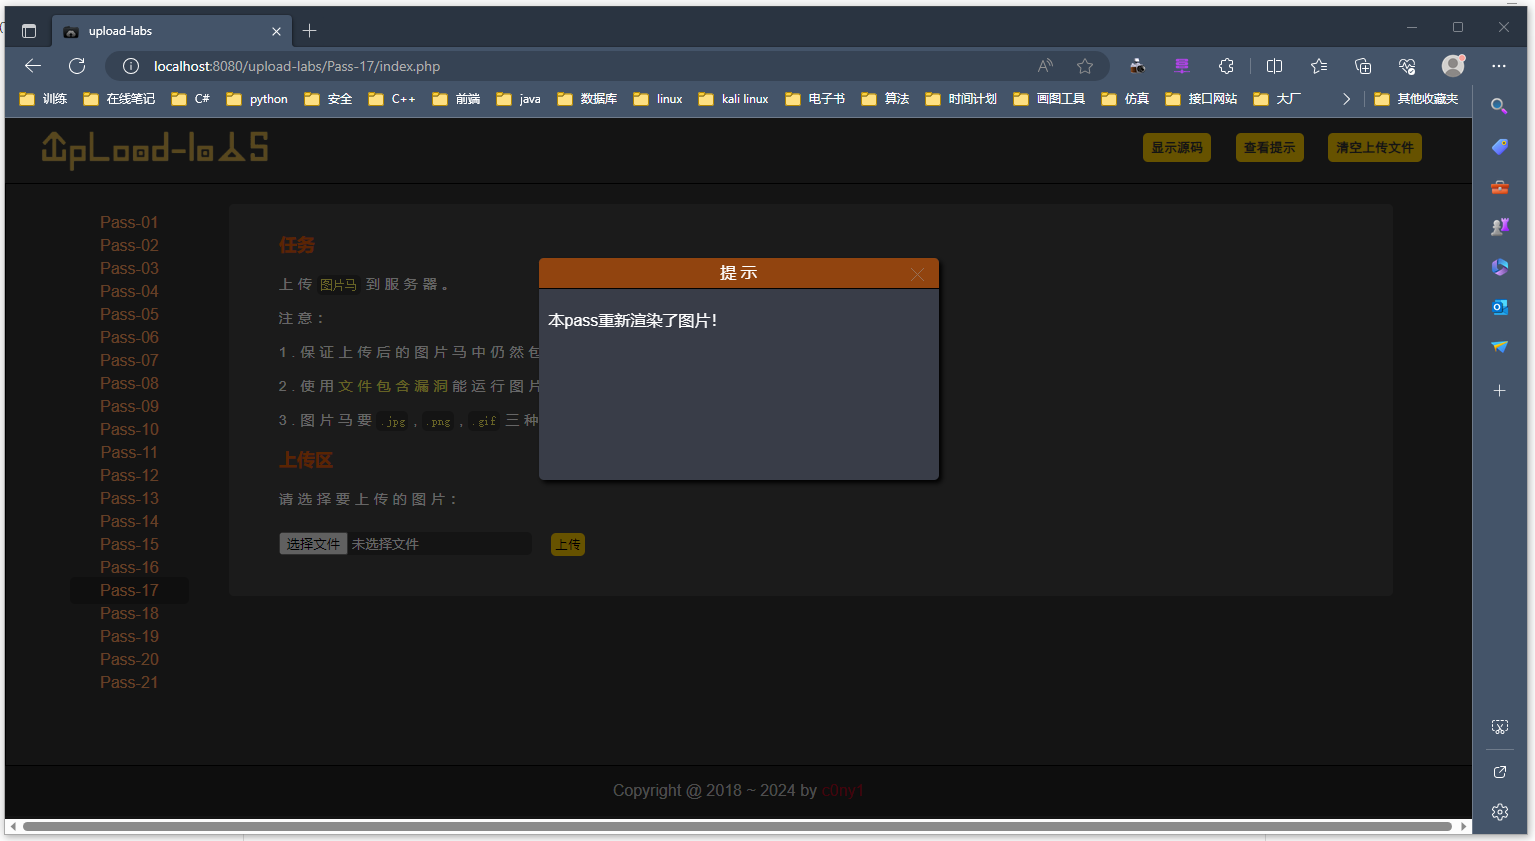 upload-labs
localhost:8080/upload-labs/Pass-17/index.php
训练 在线笔记 C# python 安全 C++ 前端 java 数据库 linux kali linux 电子书 算法 时间计划 画图工具 仿真 接口网站 大厂 其他收藏夹
UpLoad-labS
显示源码 查看提示 清空上传文件
Pass-01
Pass-02
Pass-03
Pass-04
Pass-05
Pass-06
Pass-07
Pass-08
Pass-09
Pass-10
Pass-11
Pass-12
Pass-13
Pass-14
Pass-15
Pass-16
Pass-17
Pass-18
Pass-19
Pass-20
Pass-21
任务
上传 图片马 到服务器。
注意：
1.保证上传后的图片马中仍然包
2.使用文件包含漏洞能运行图片
3.图片马要 .jpg , .png , .gif 三种
上传区
请选择要上传的图片：
选择文件 未选择文件 上传
提示
本pass重新渲染了图片！
Copyright @ 2018 ~ 2024 by c0ny1